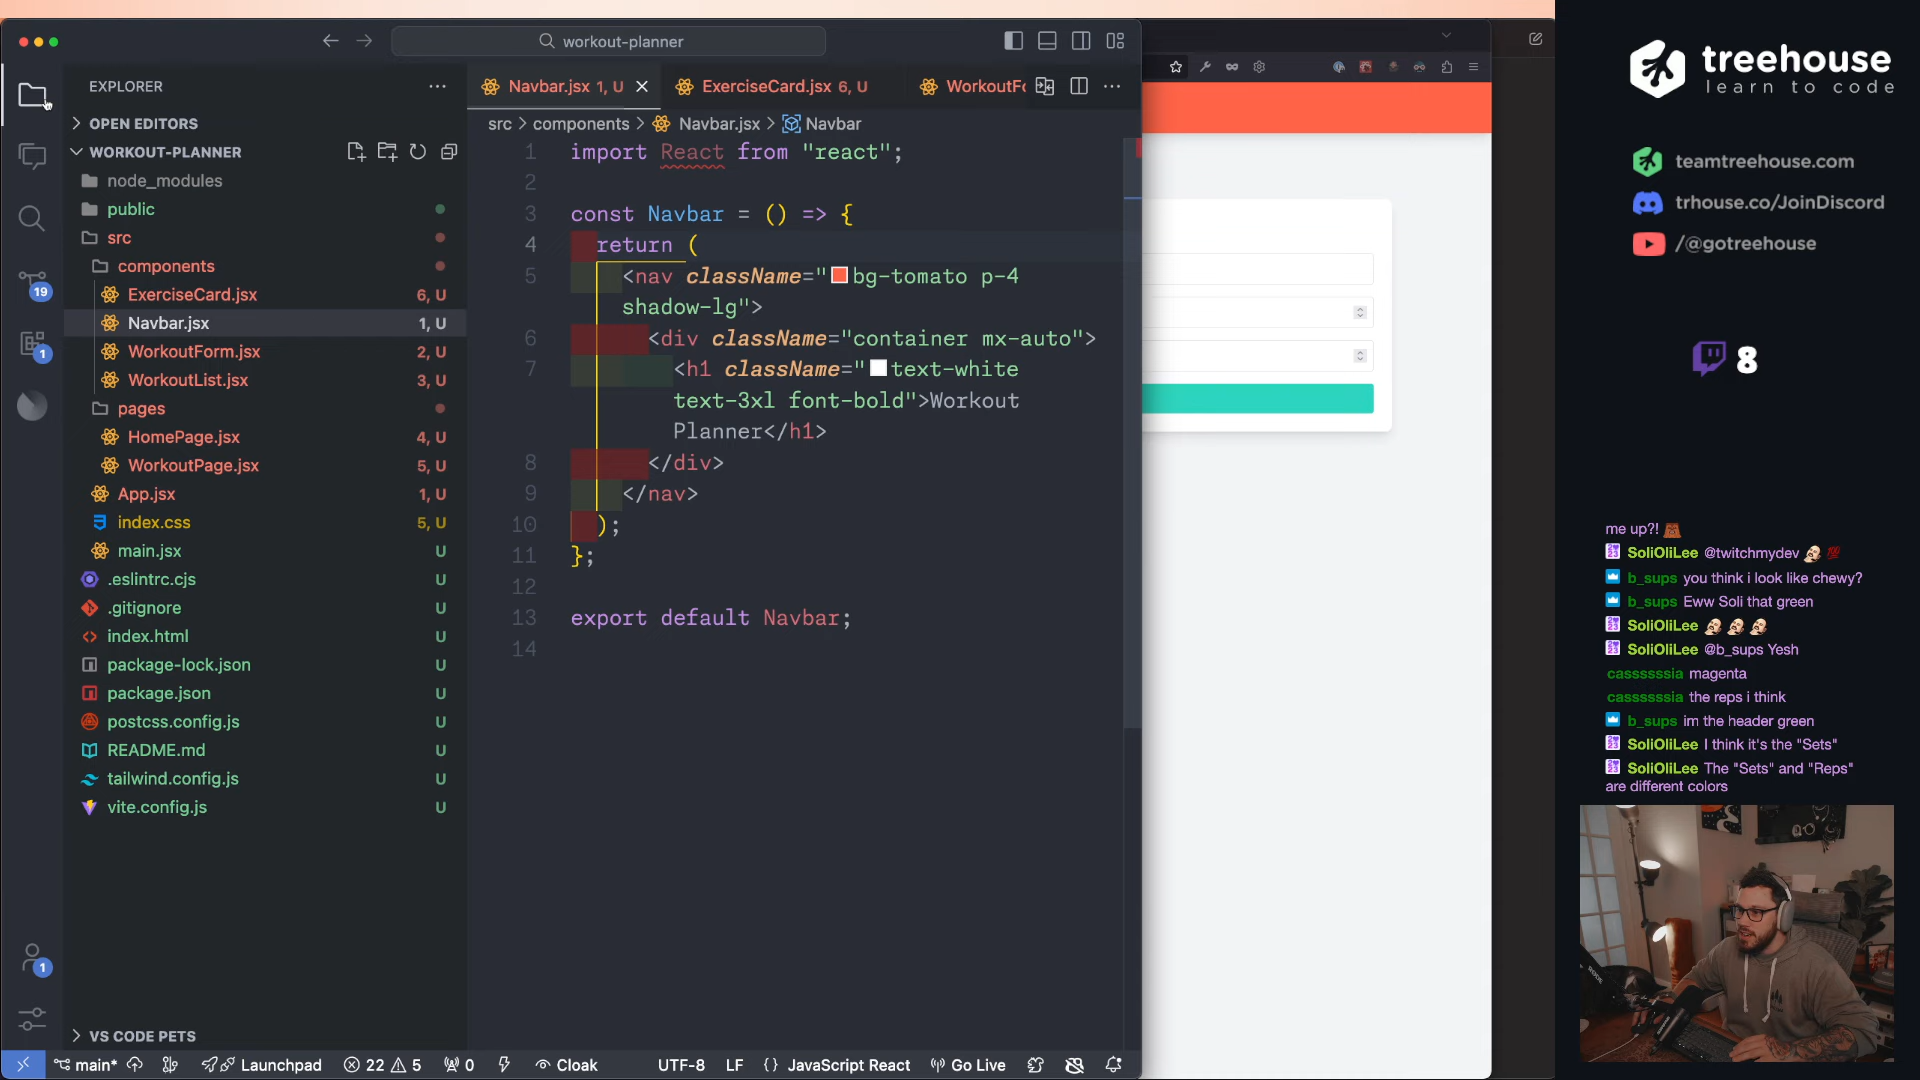 workout-planner
EXPLORER
OPEN EDITORS
WORKOUT-PLANNER
node_modules
public
src
components
ExerciseCard.jsx 6, U
Navbar.jsx 1, U
WorkoutForm.jsx 2, U
WorkoutList.jsx 3, U
pages
HomePage.jsx 4, U
WorkoutPage.jsx 5, U
App.jsx 1, U
index.css 5, U
main.jsx U
.eslintrc.cjs U
.gitignore U
index.html U
package-lock.json U
package.json U
postcss.config.js U
README.md U
tailwind.config.js U
vite.config.js U
VS CODE PETS
19
1
1
Navbar.jsx 1, U
ExerciseCard.jsx 6, U
WorkoutFo
src > components > Navbar.jsx > Navbar
1 import React from "react";
2
3 const Navbar = () => {
4 return (
5 <nav className="bg-tomato p-4
shadow-lg">
6 <div className="container mx-auto">
7 <h1 className="text-white
text-3xl font-bold">Workout
Planner</h1>
8 </div>
9 </nav>
10 );
11 };
12
13 export default Navbar;
14
main* Launchpad 22 5 0 Cloak UTF-8 LF {} JavaScript React Go Live
treehouse
learn to code
teamtreehouse.com
trhouse.co/JoinDiscord
/@gotreehouse
8
me up?!
SoliOliLee @twitchmydev
b_sups you think i look like chewy?
b_sups Eww Soli that green
SoliOliLee
SoliOliLee @b_sups Yesh
cassssssia magenta
cassssssia the reps i think
b_sups im the header green
SoliOliLee I think it's the "Sets"
SoliOliLee The "Sets" and "Reps"
are different colors